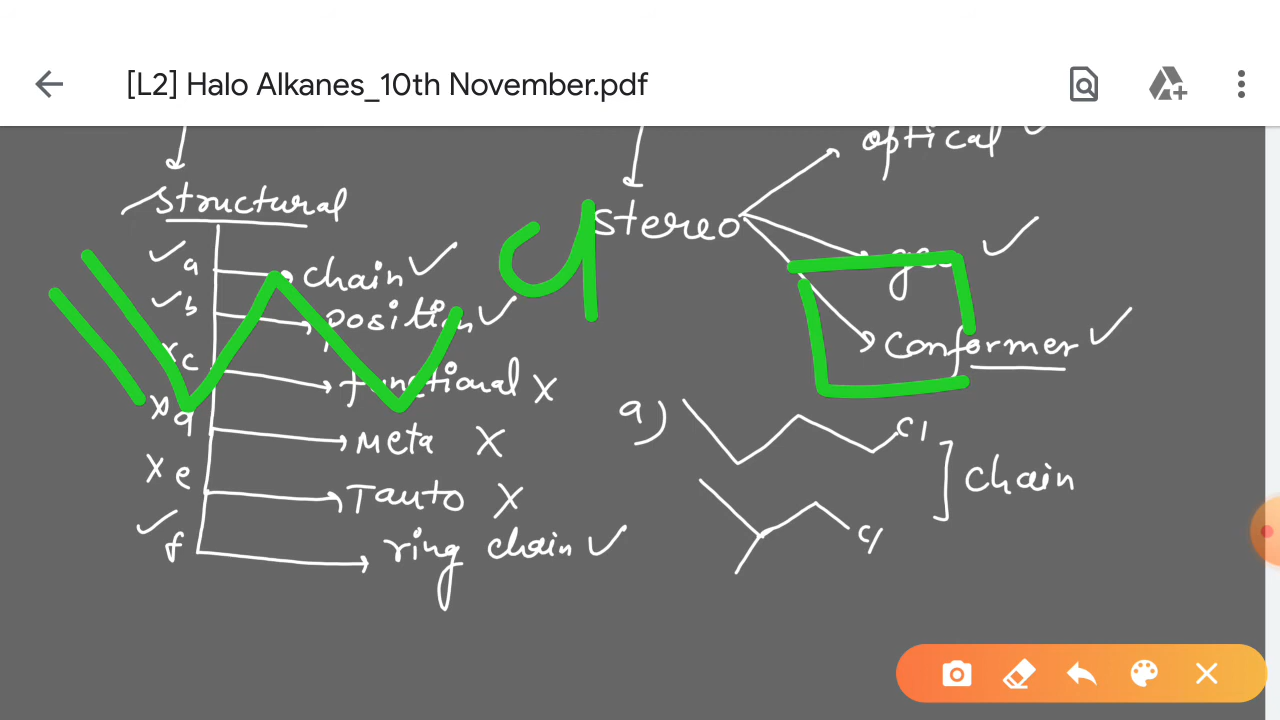 [L2] Halo Alkanes_10th November.pdf
optical ✓
structural
stereo
✓ a chain ✓
✓ b position ✓
x c functional X
x d Meta X
X e Tauto X
✓ f ring chain ✓
geo ✓
Conformer ✓
a) Cl
Cl
] Chain
Cl